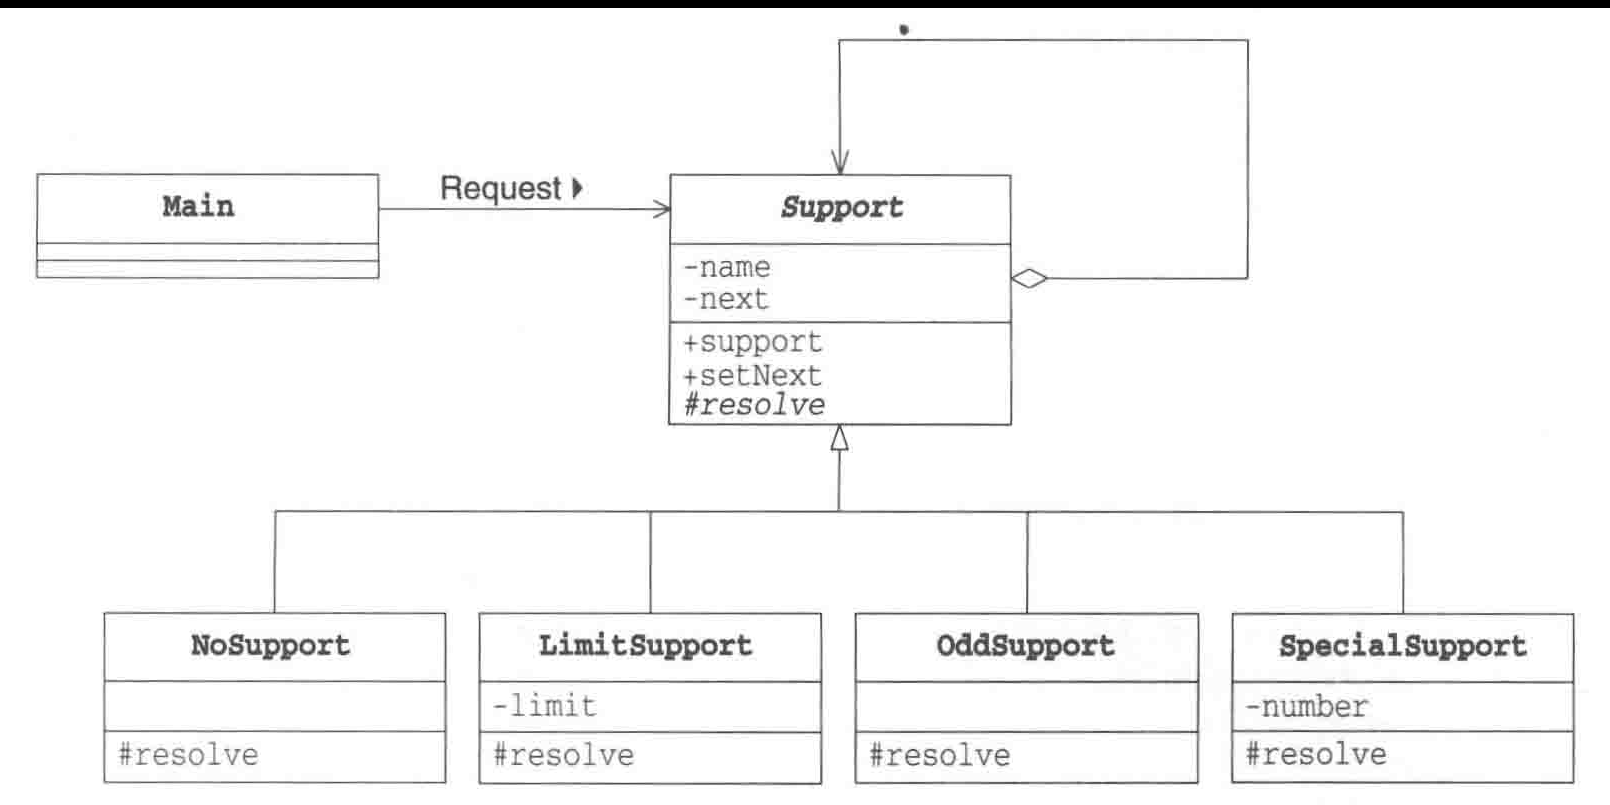 Request
Main
Support
-name
-next
+support
+setNext
#resolve
NoSupport
#resolve
LimitSupport
-limit
#resolve
OddSupport
#resolve
SpecialSupport
-number
#resolve